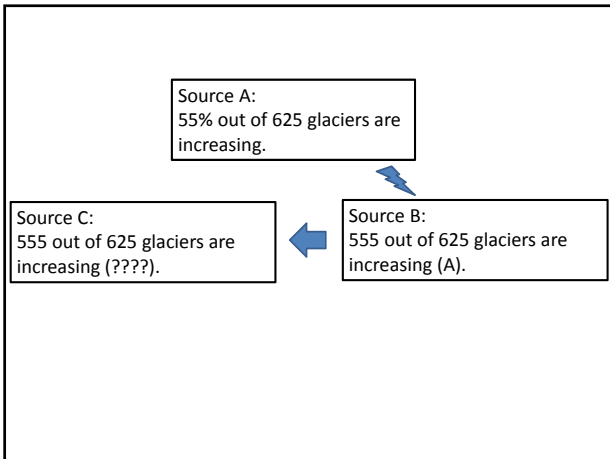 Source A:
55% out of 625 glaciers are
increasing.
Source C:
555 out of 625 glaciers are
increasing (????).
Source B:
555 out of 625 glaciers are
increasing (A).